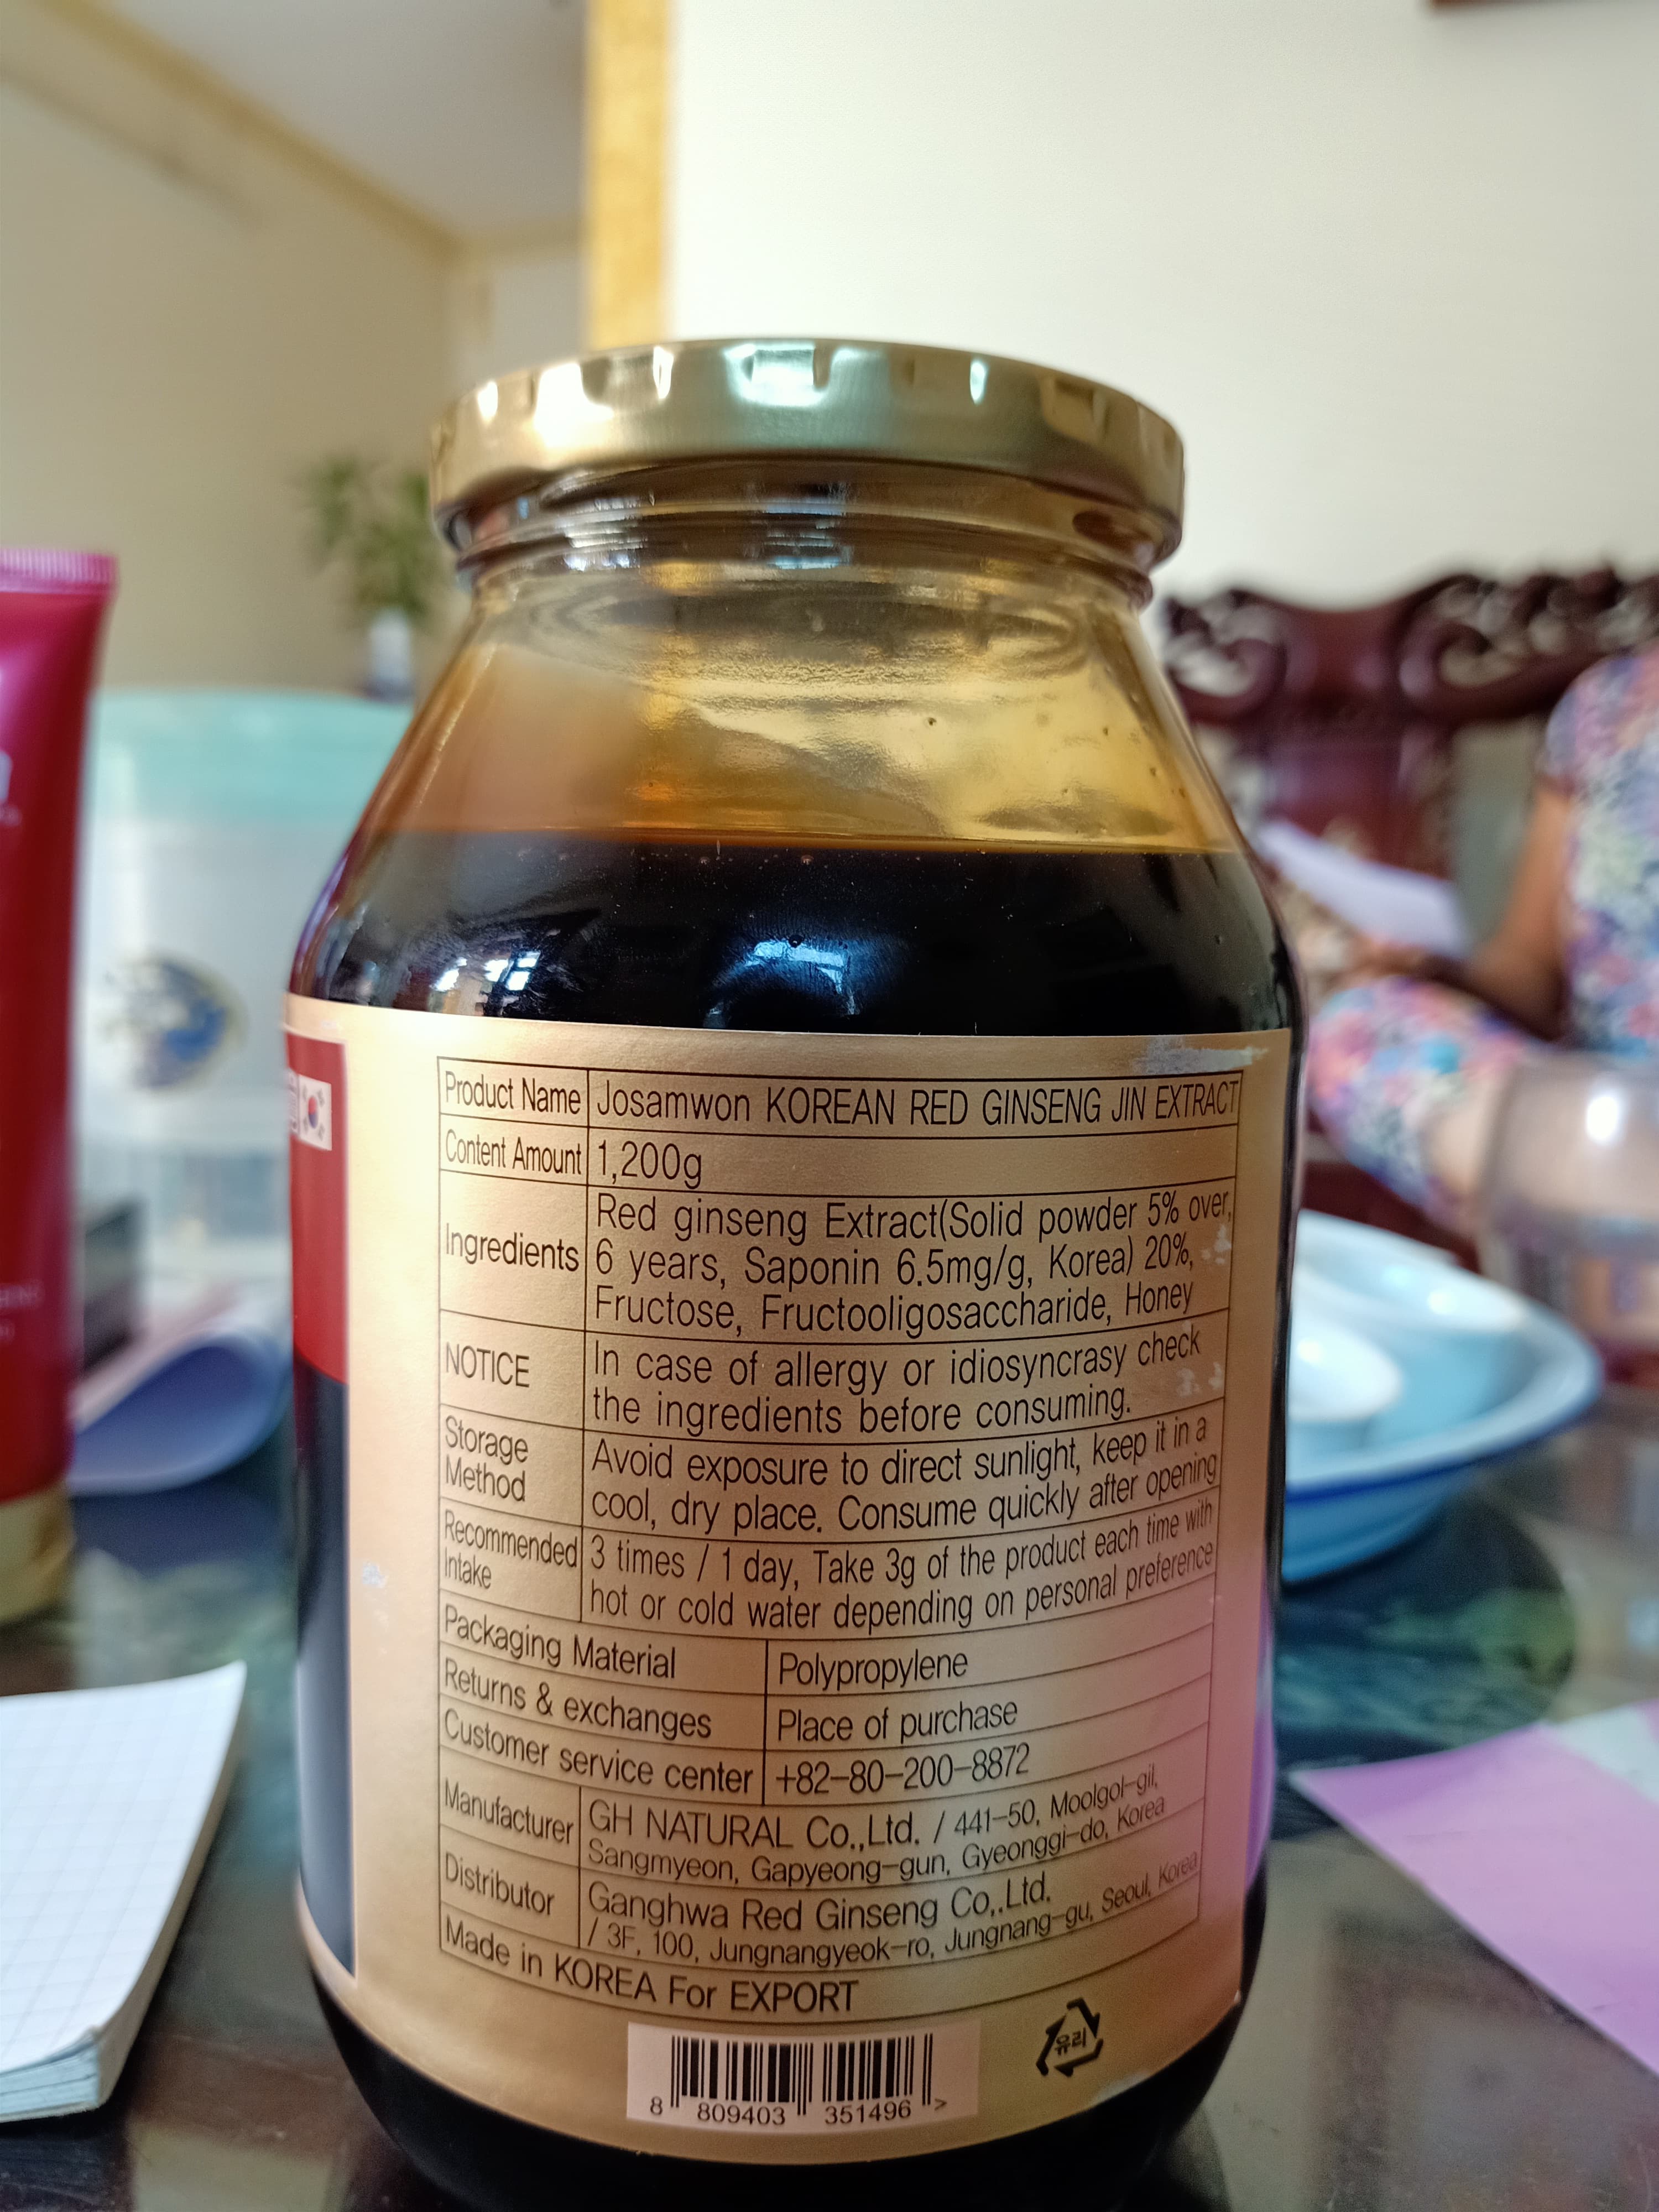 Product Name Josamwon KOREAN RED GINSENG JIN EXTRACT
Content Amount 1,200g
Ingredients
Red ginseng Extract(Solid powder 5% over,
6 years, Saponin 6.5mg/g, Korea) 20%,
Fructose, Fructooligosaccharide, Honey
NOTICE
In case of allergy or idiosyncrasy check
the ingredients before consuming.
Storage
Method
Avoid exposure to direct sunlight, keep it in a
cool, dry place. Consume quickly after opening
Recommended
Intake
3 times / 1 day, Take 3g of the product each time with
hot or cold water depending on personal preference
Packaging Material Polypropylene
Returns & exchanges Place of purchase
Customer service center +82-80-200-8872
Manufacturer
GH NATURAL Co.,Ltd. / 441-50, Moolgol-gil,
Sangmyeon, Gapyeong-gun, Gyeonggi-do, Korea
Distributor
Ganghwa Red Ginseng Co,.Ltd.
/ 3F, 100, Jungnangyeok-ro, Jungnang-gu, Seoul, Korea
Made in KOREA For EXPORT
유리
8 809403 351496 >